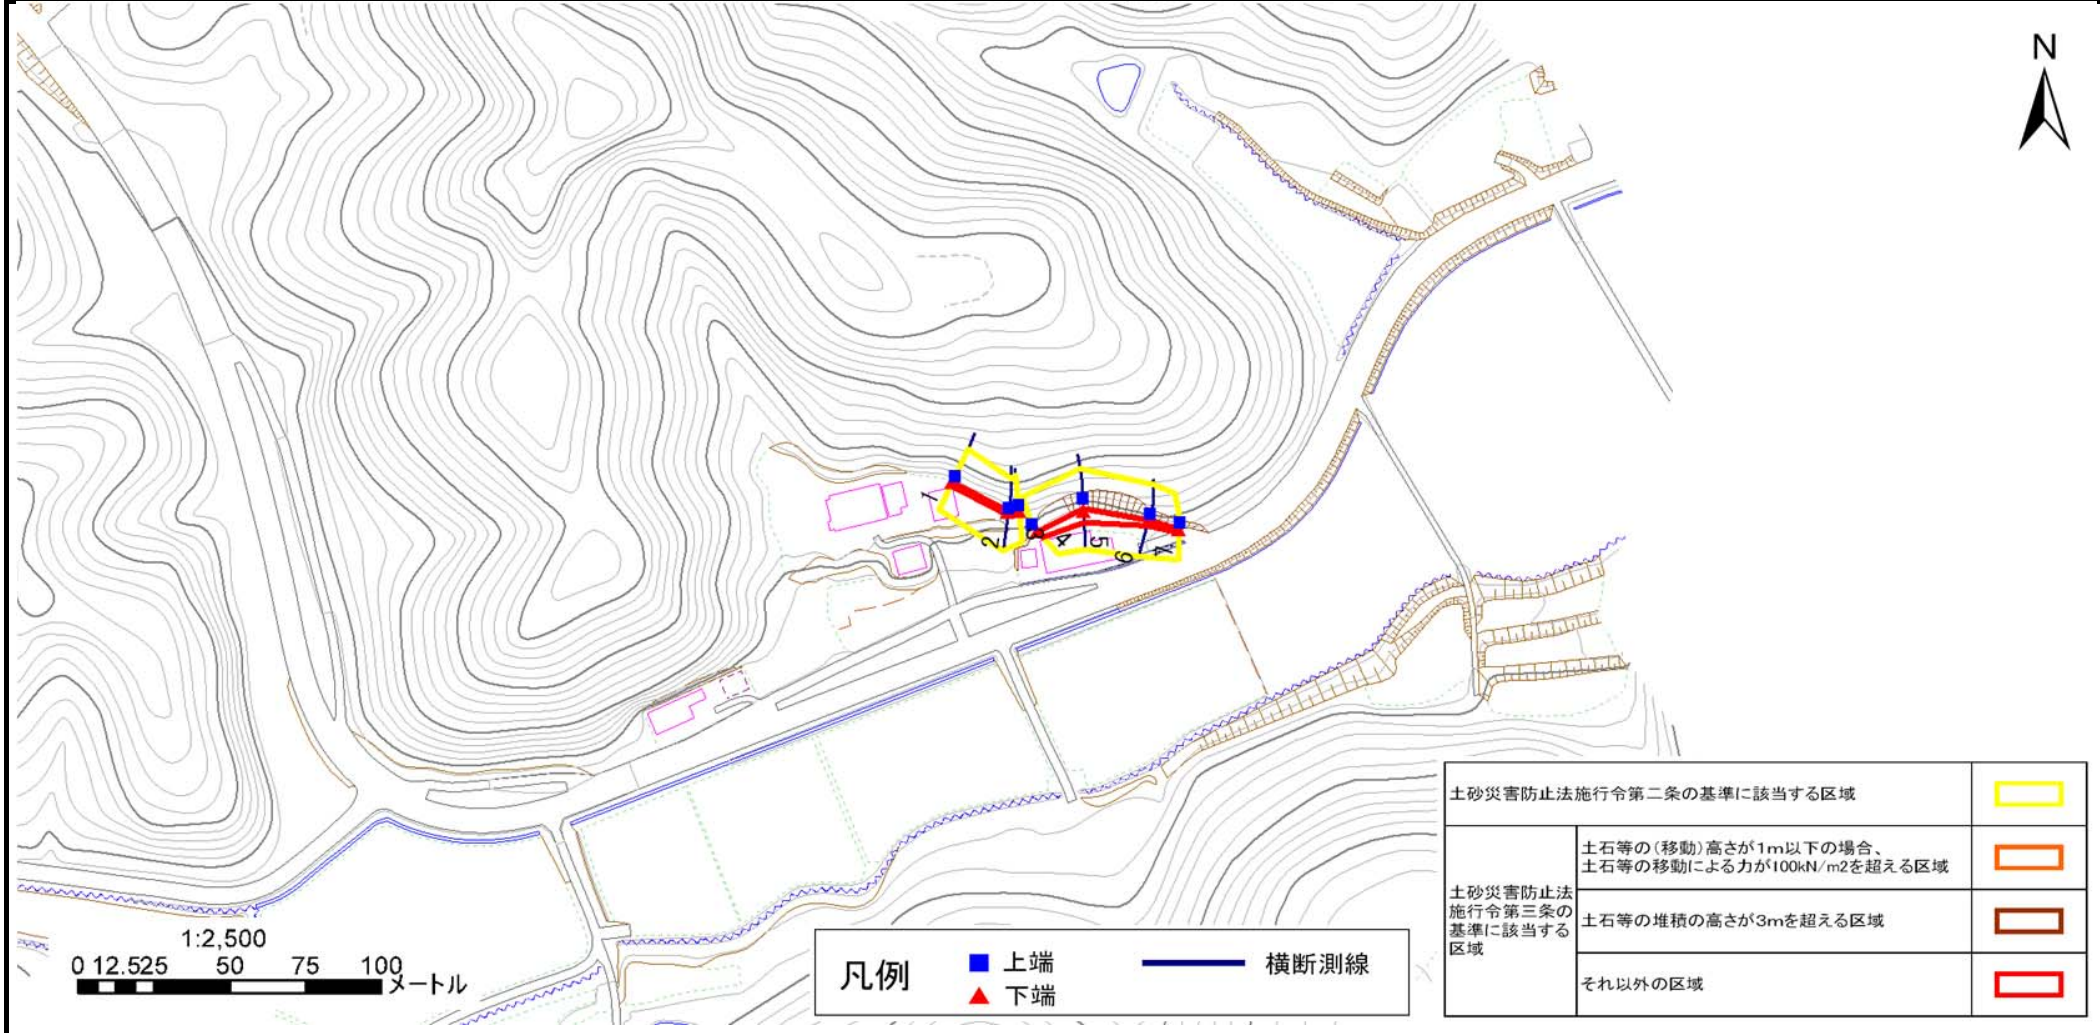 N
1
2
3
4
5
6
1:2,500
0 12.525 50 75 100
メートル
凡例
上端
下端
横断測線
土砂災害防止法施行令第二条の基準に該当する区域
土砂災害防止法
施行令第三条の
基準に該当する
区域
土石等の(移動)高さが1m以下の場合、
土石等の移動による力が100kN/m2を超える区域
土石等の堆積の高さが3mを超える区域
それ以外の区域